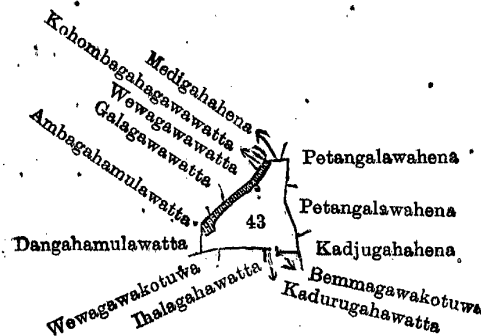 Medigahahena
Kohombagahagawawatta
Wewagawawatta
Galagawawatta
Ambagahamulawatta
Petangalawahena
Petangalawahena
43
Dangahamulawatta
Kadjugahahena
Wewagawakotuwa
Ihalagahawatta
Bemmagawakotuwa
Kadurugahawatta